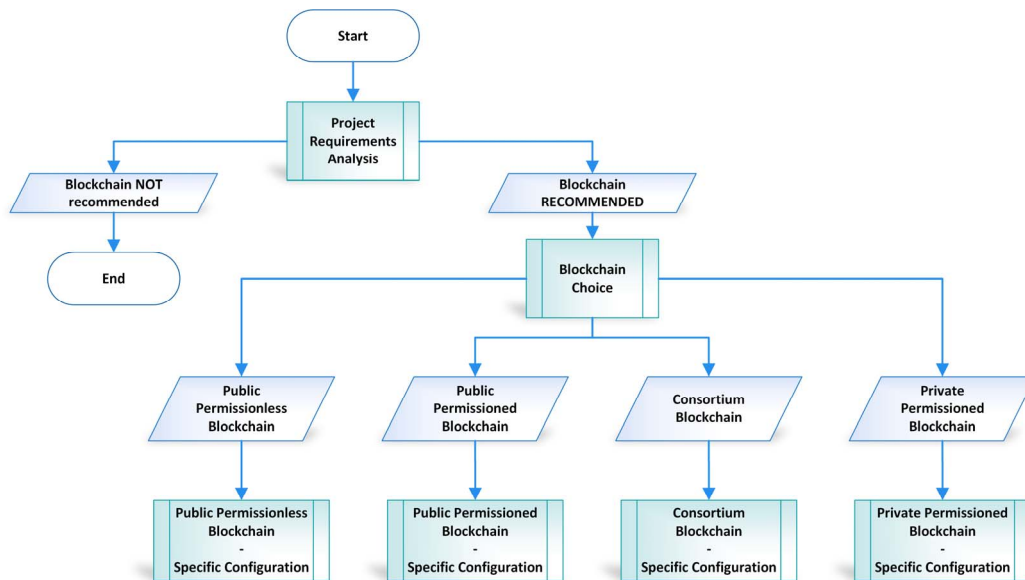 Start
Project
Requirements
Analysis
Blockchain NOT
recommended
Blockchain
RECOMMENDED
End
Blockchain
Choice
Public
Permissionless
Blockchain
Public
Permissioned
Blockchain
Consortium
Blockchain
Private
Permissioned
Blockchain
Public Permissionless
Blockchain
-
Specific Configuration
Public Permissioned
Blockchain
-
Specific Configuration
Consortium
Blockchain
-
Specific Configuration
Private Permissioned
Blockchain
-
Specific Configuration